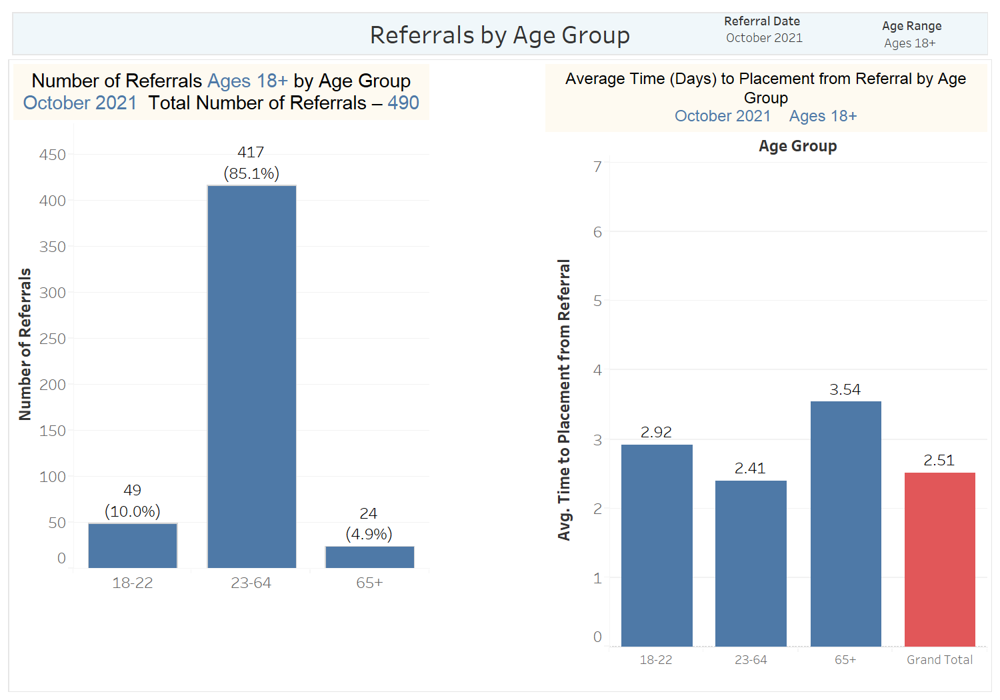 Referrals by Age Group
Referral Date
October 2021
Age Range
Ages 18+
Number of Referrals Ages 18+ by Age Group
October 2021 Total Number of Referrals – 490
Number of Referrals
450
400
350
300
250
200
150
100
50
0
49
(10.0%)
417
(85.1%)
24
(4.9%)
18-22
23-64
65+
Average Time (Days) to Placement from Referral by Age
Group
October 2021 Ages 18+
Age Group
Avg. Time to Placement from Referral
7
6
5
4
3
2
1
0
2.92
2.41
3.54
2.51
18-22
23-64
65+
Grand Total